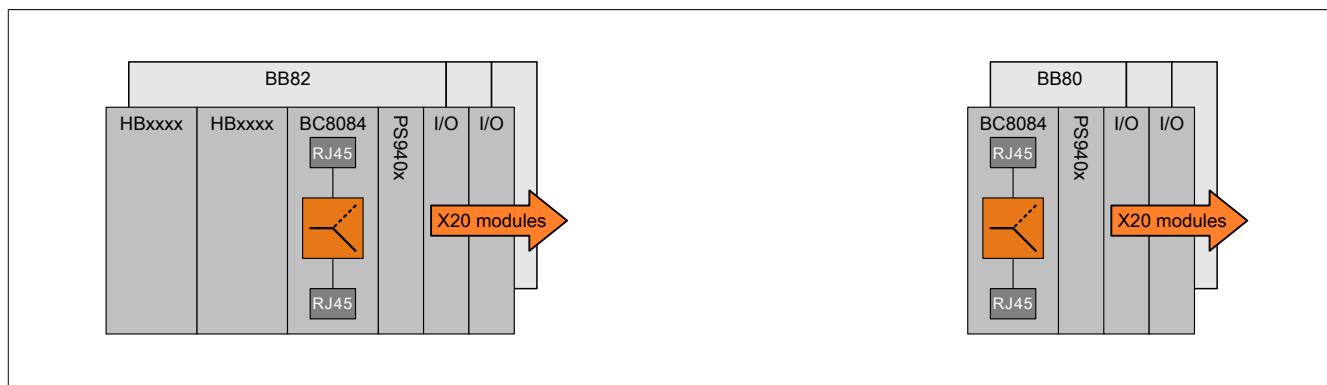 BB82
HBxxxx HBxxxx BC8084 PS940x I/O I/O
RJ45
X20 modules
RJ45
BB80
BC8084 PS940x I/O I/O
RJ45
X20 modules
RJ45